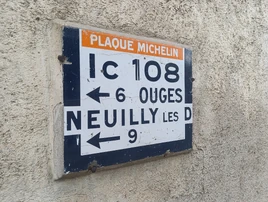 PLAQUE MICHELIN
Ic 108
← 6 OUGES
NEUILLY LES D
← 9